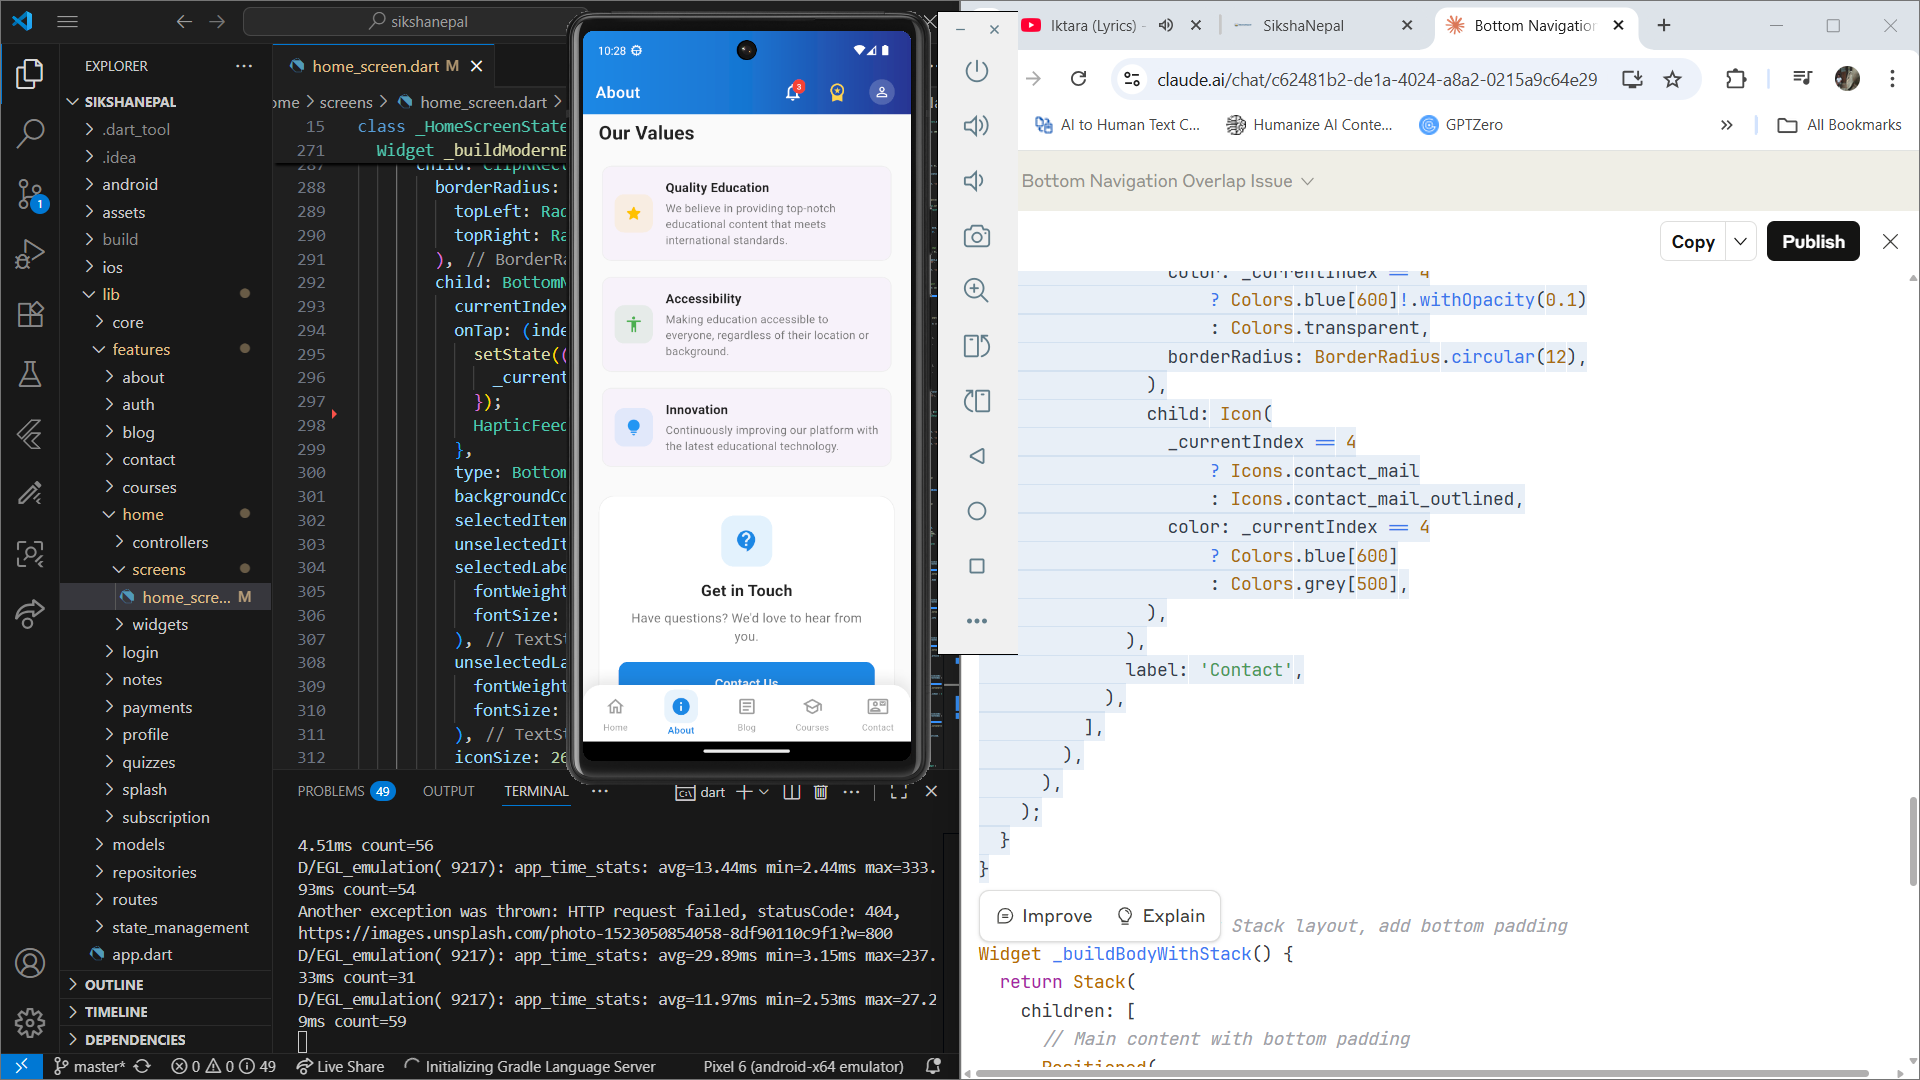 sikshanepal
EXPLORER
SIKSHANEPAL
.dart_tool
.idea
android
assets
build
ios
lib
core
features
about
auth
blog
contact
courses
home
controllers
screens
home_scre... M
widgets
login
notes
payments
profile
quizzes
splash
subscription
models
repositories
routes
state_management
app.dart
OUTLINE
TIMELINE
DEPENDENCIES
1
home_screen.dart M
ome > screens > home_screen.dart >
15 class _HomeScreenState
271 Widget _buildModernB
287 child: ClipRRect
288 borderRadius:
289 topLeft: Rad
290 topRight: Ra
291 ), // BorderRa
292 child: BottomN
293 currentIndex
294 onTap: (inde
295 setState((
296 _current
297 });
298 HapticFeed
299 },
300 type: Bottom
301 backgroundCo
302 selectedItem
303 unselectedIt
304 selectedLabe
305 fontWeight
306 fontSize:
307 ), // TextSt
308 unselectedLa
309 fontWeight
310 fontSize:
311 ), // TextSt
312 iconSize: 26
PROBLEMS 49 OUTPUT TERMINAL ... dart
4.51ms count=56
D/EGL_emulation( 9217): app_time_stats: avg=13.44ms min=2.44ms max=333.
93ms count=54
Another exception was thrown: HTTP request failed, statusCode: 404,
https://images.unsplash.com/photo-1523050854058-8df90110c9f1?w=800
D/EGL_emulation( 9217): app_time_stats: avg=29.89ms min=3.15ms max=237.
33ms count=31
D/EGL_emulation( 9217): app_time_stats: avg=11.97ms min=2.53ms max=27.2
9ms count=59
master* 0 0 49 Live Share Initializing Gradle Language Server Pixel 6 (android-x64 emulator)
10:28
About
3
Our Values
Quality Education
We believe in providing top-notch
educational content that meets
international standards.
Accessibility
Making education accessible to
everyone, regardless of their location or
background.
Innovation
Continuously improving our platform with
the latest educational technology.
Get in Touch
Have questions? We'd love to hear from
you.
Contact Us
Home About Blog Courses Contact
Iktara (Lyrics) -
SikshaNepal
Bottom Navigation
claude.ai/chat/c62481b2-de1a-4024-a8a2-0215a9c64e29
AI to Human Text C... Humanize AI Conte... GPTZero » All Bookmarks
Bottom Navigation Overlap Issue
Copy Publish
color: _currentIndex == 4
? Colors.blue[600]!.withOpacity(0.1)
: Colors.transparent,
borderRadius: BorderRadius.circular(12),
),
child: Icon(
_currentIndex == 4
? Icons.contact_mail
: Icons.contact_mail_outlined,
color: _currentIndex == 4
? Colors.blue[600]
: Colors.grey[500],
),
),
label: 'Contact',
),
],
),
),
);
}
}
Improve Explain
Stack layout, add bottom padding
Widget _buildBodyWithStack() {
return Stack(
children: [
// Main content with bottom padding
Positioned(